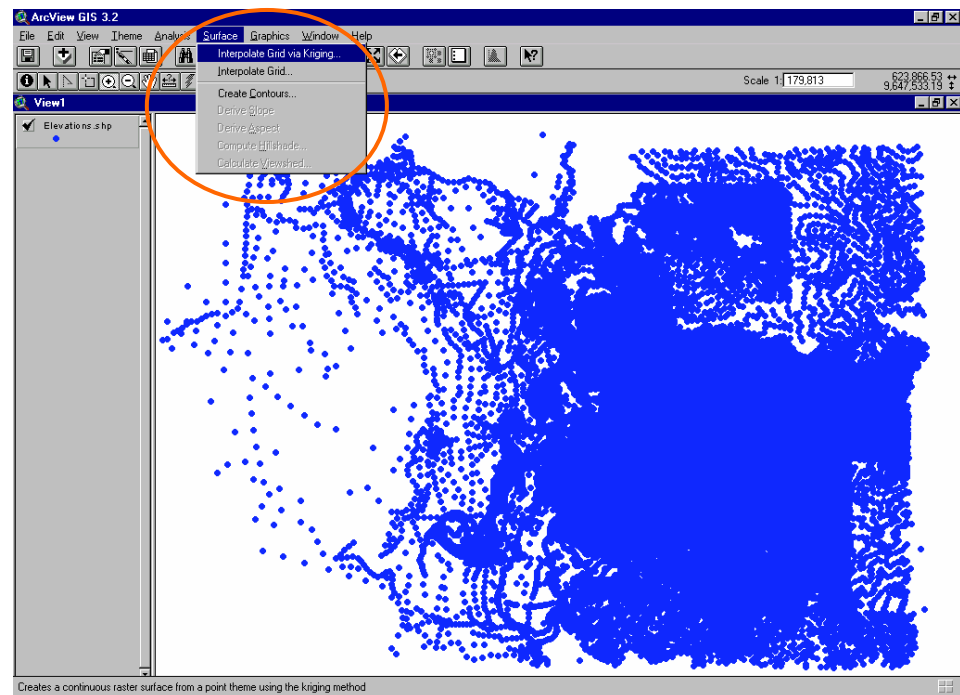 ArcView GIS 3.2
File Edit View Theme Analysis Surface Graphics Window Help
Interpolate Grid via Kriging...
Interpolate Grid...
Create Contours...
Derive Slope
Derive Aspect
Compute Hillshade...
Calculate Viewshed...
Scale 1: 179,813
623,866.53
9,647,533.19
View1
Elevations.shp
Creates a continuous raster surface from a point theme using the kriging method